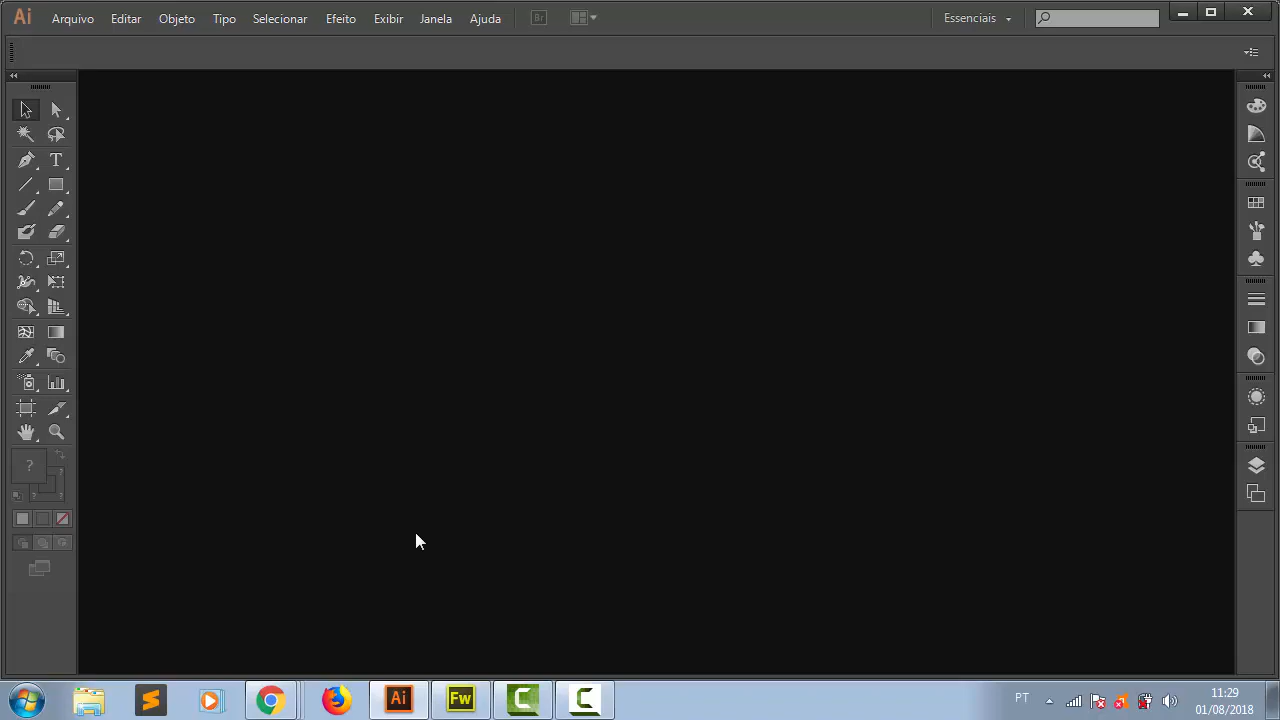 Ai Arquivo Editar Objeto Tipo Selecionar Efeito Exibir Janela Ajuda Br Essenciais
T
?
? ?
?
Ai Fw C C PT 11:29
01/08/2018